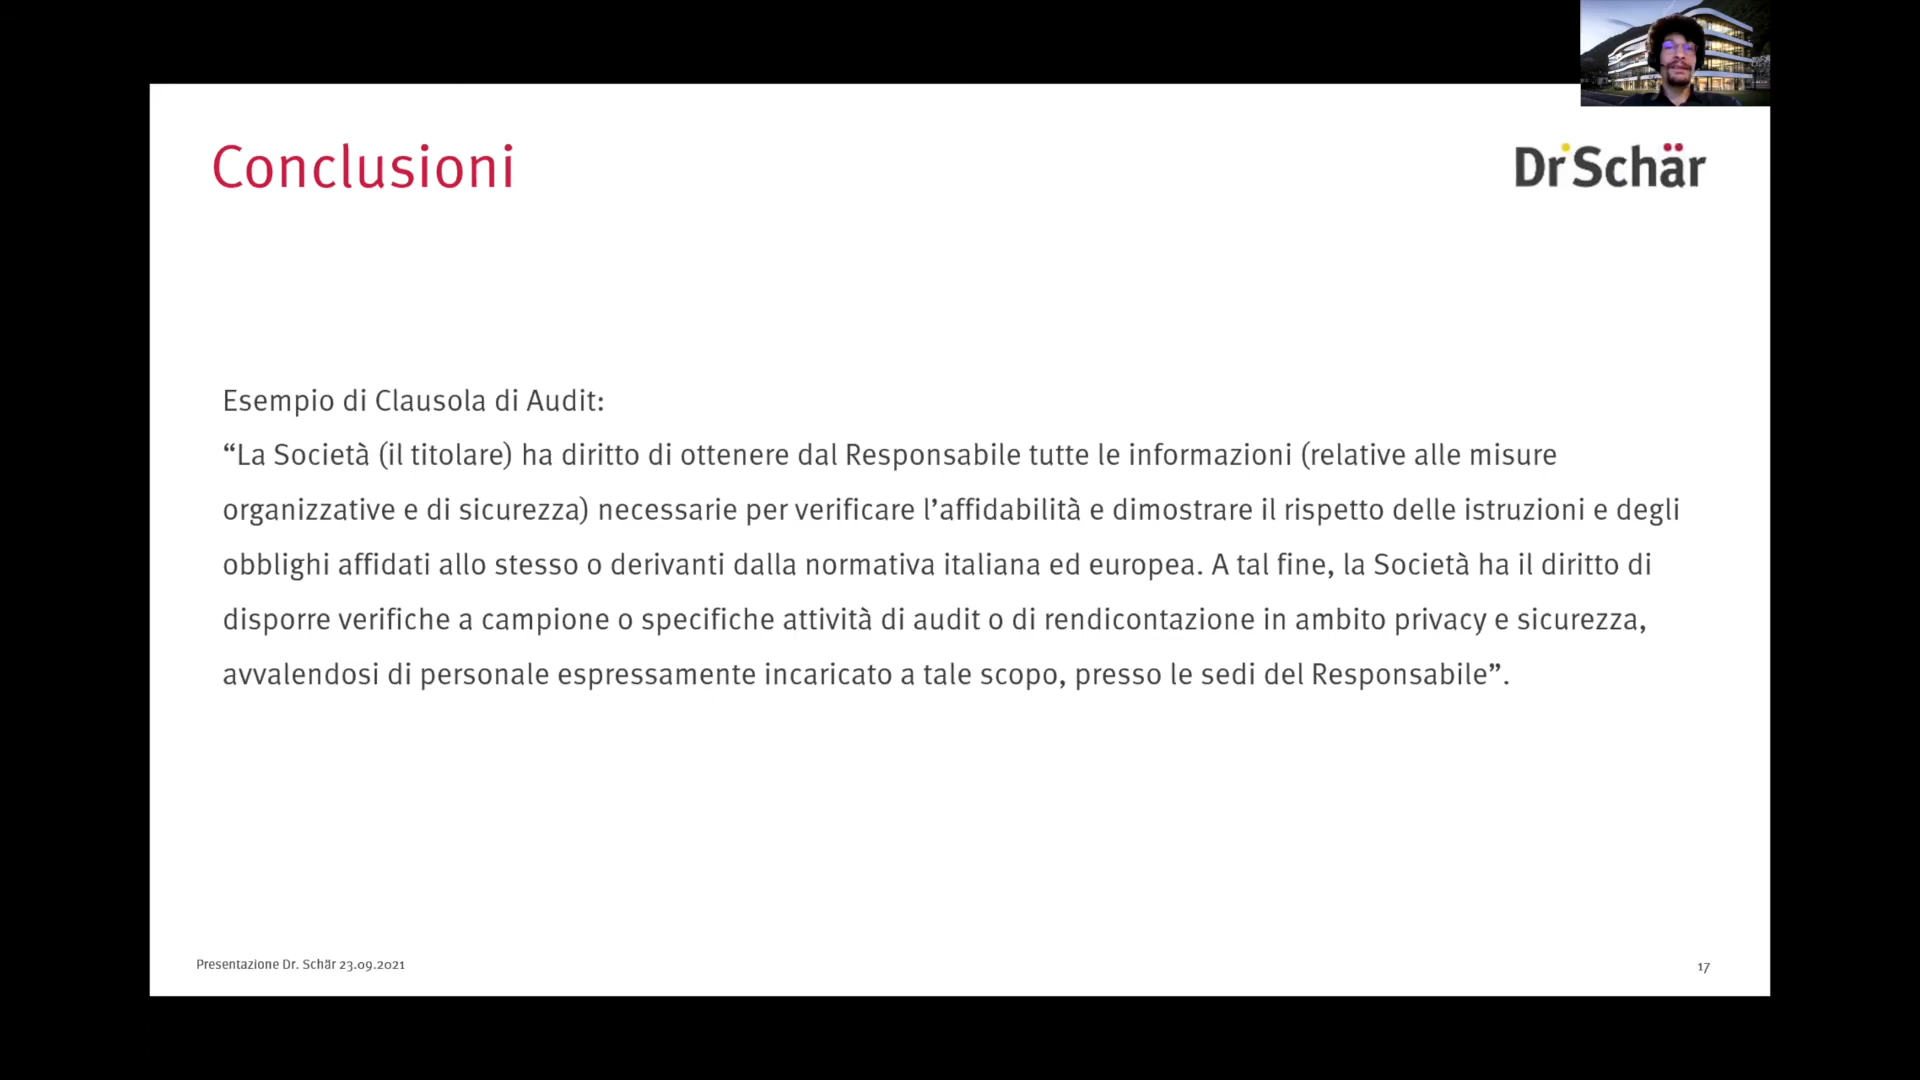 Conclusioni
Dr Schär
Esempio di Clausola di Audit:
“La Società (il titolare) ha diritto di ottenere dal Responsabile tutte le informazioni (relative alle misure
organizzative e di sicurezza) necessarie per verificare l’affidabilità e dimostrare il rispetto delle istruzioni e degli
obblighi affidati allo stesso o derivanti dalla normativa italiana ed europea. A tal fine, la Società ha il diritto di
disporre verifiche a campione o specifiche attività di audit o di rendicontazione in ambito privacy e sicurezza,
avvalendosi di personale espressamente incaricato a tale scopo, presso le sedi del Responsabile”.
Presentazione Dr. Schär 23.09.2021
17